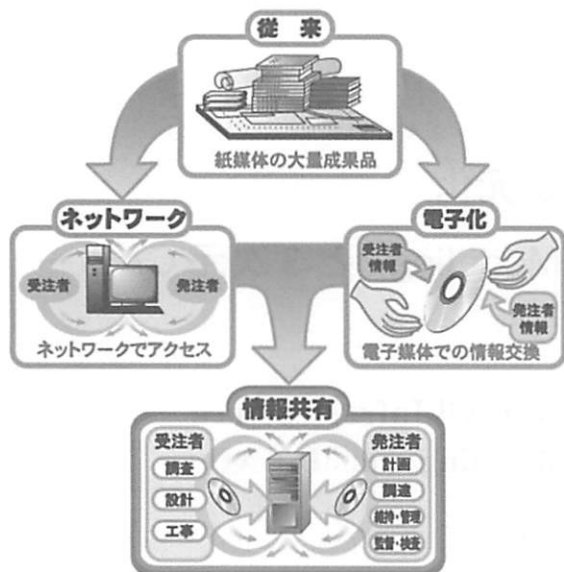 従来
紙媒体の大量成果品
ネットワーク
受注者
発注者
ネットワークでアクセス
電子化
受注者
情報
発注者
情報
電子媒体での情報交換
情報共有
受注者
調査
設計
工事
発注者
計画
調達
維持・管理
監督・検査